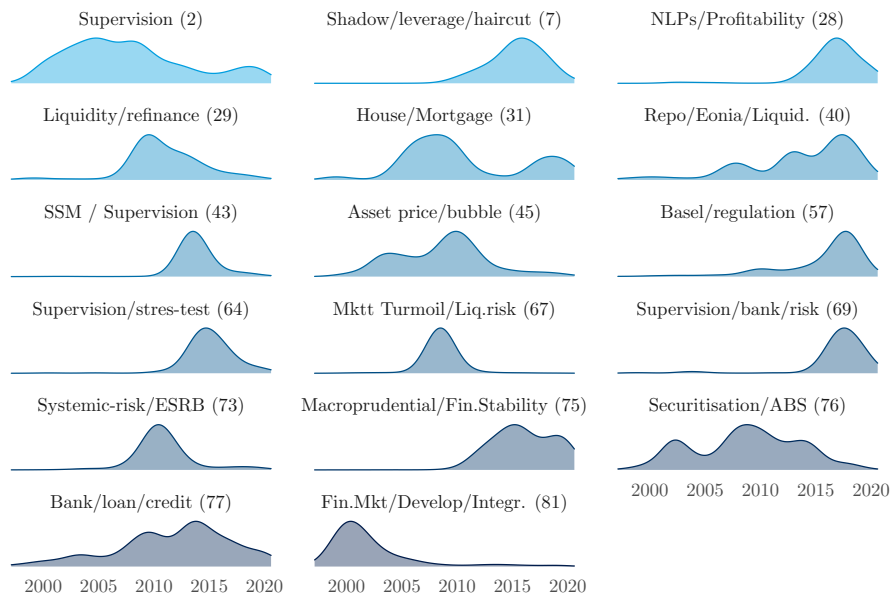 Supervision (2)
Shadow/leverage/haircut (7)
NLPs/Profitability (28)
Liquidity/refinance (29)
House/Mortgage (31)
Repo/Eonia/Liquid. (40)
SSM / Supervision (43)
Asset price/bubble (45)
Basel/regulation (57)
Supervision/stres-test (64)
Mktt Turmoil/Liq.risk (67)
Supervision/bank/risk (69)
Systemic-risk/ESRB (73)
Macroprudential/Fin.Stability (75)
Securitisation/ABS (76)
2000 2005 2010 2015 2020
Bank/loan/credit (77)
Fin.Mkt/Develop/Integr. (81)
2000 2005 2010 2015 2020
2000 2005 2010 2015 2020